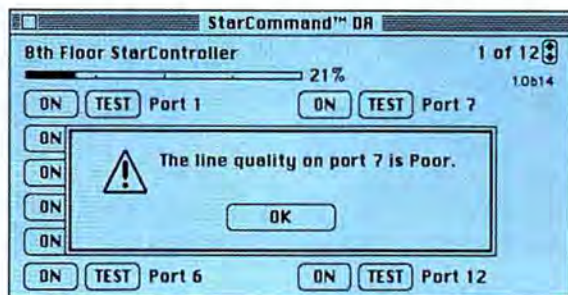 StarCommand™ DA
8th Floor StarController
1 of 12
21%
1.0b14
ON TEST Port 1 ON TEST Port 7
ON
The line quality on port 7 is Poor.
ON
ON
OK
ON
ON TEST Port 6 ON TEST Port 12